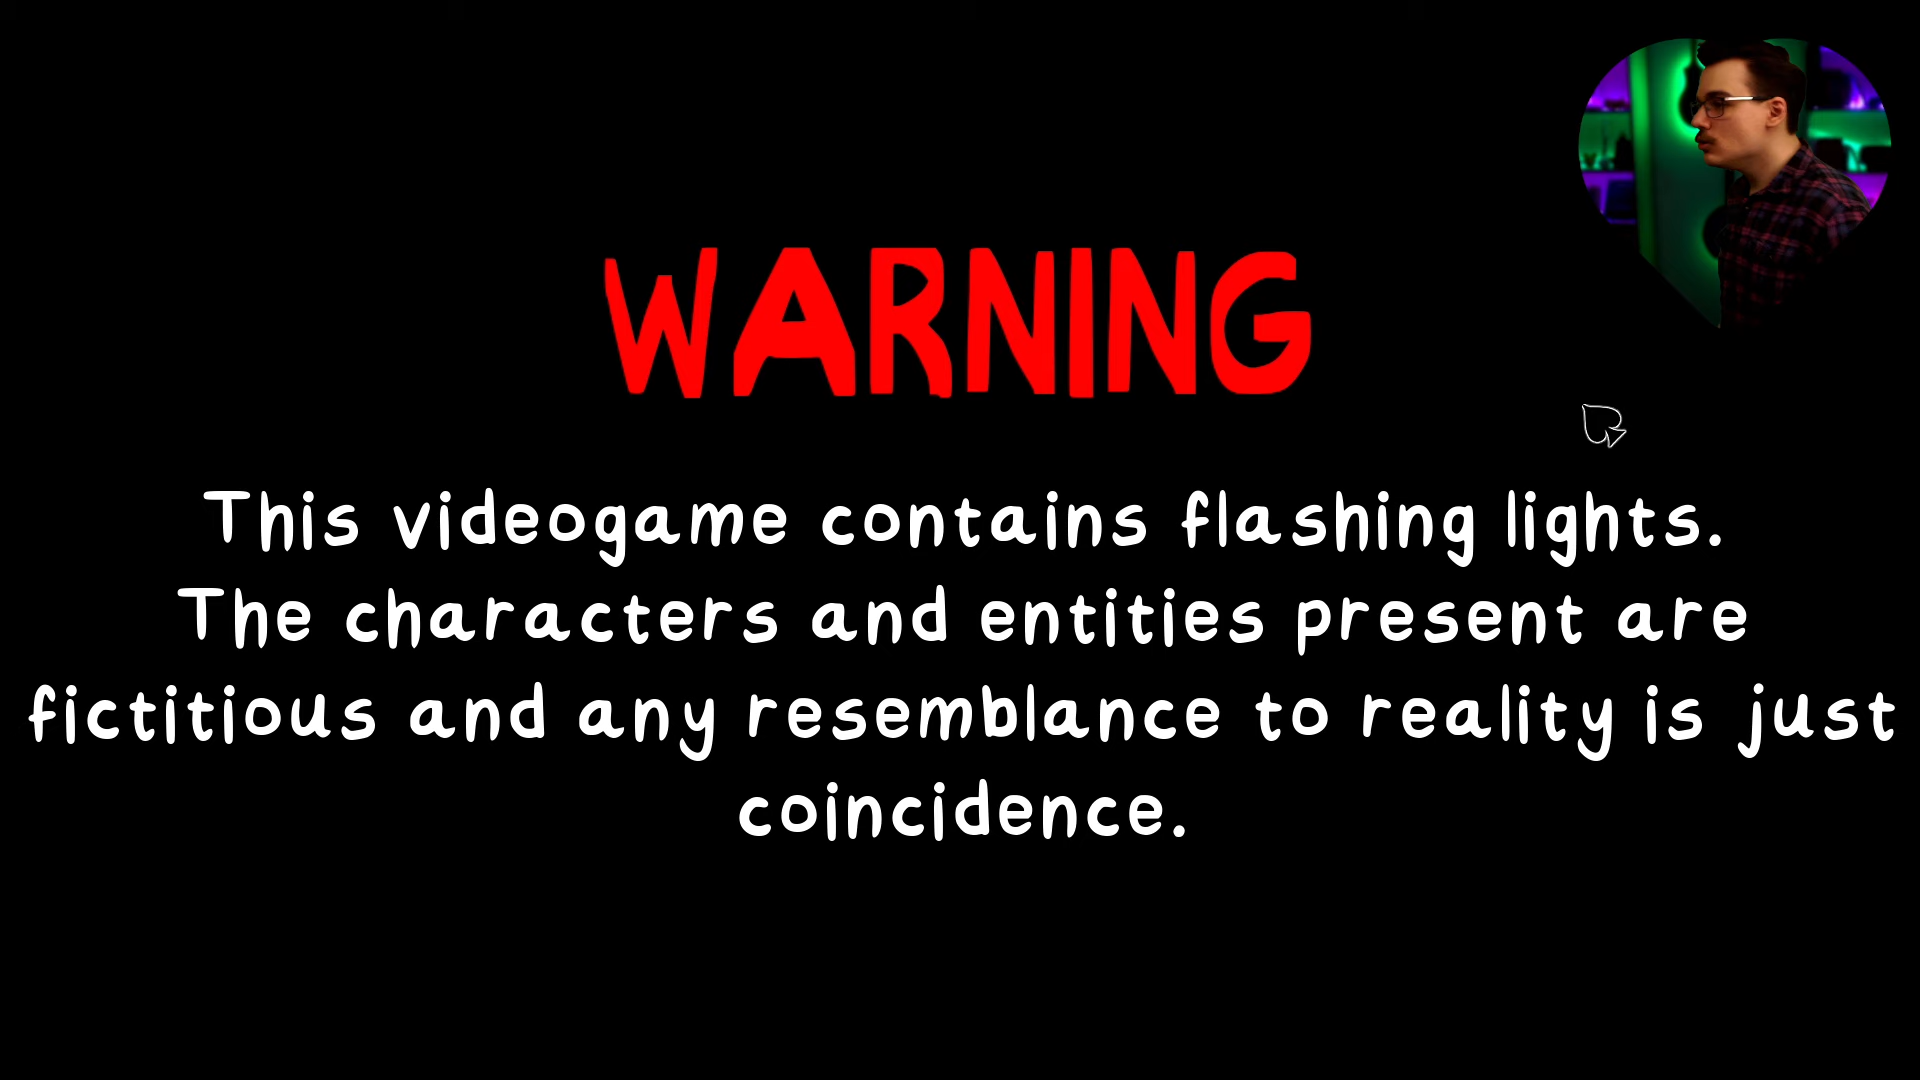 WARNING
This videogame contains flashing lights.
The characters and entities present are
fictitious and any resemblance to reality is just
coincidence.